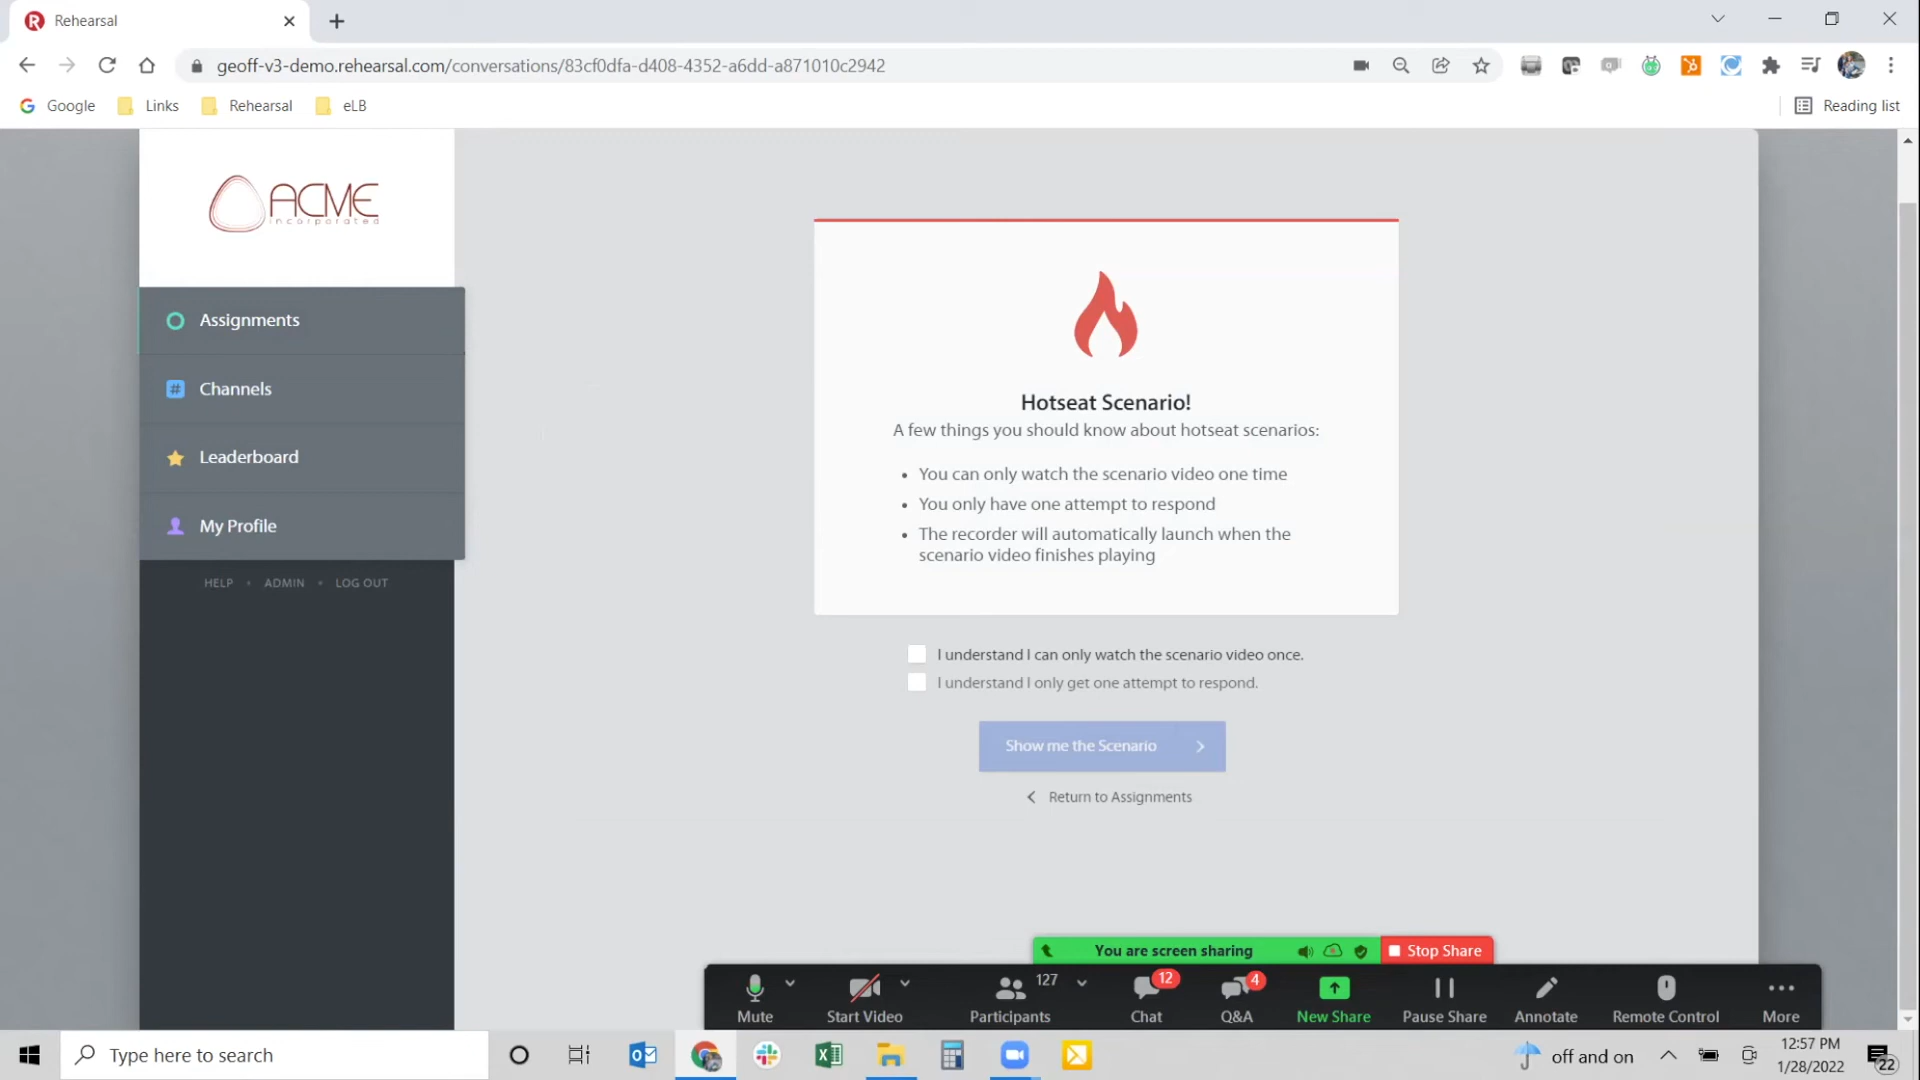 Rehearsal
geoff-v3-demo.rehearsal.com/conversations/83cf0dfa-d408-4352-a6dd-a871010c2942
Google
Links
Rehearsal
eLB
Reading list
ACME
incorporated
Assignments
Channels
Leaderboard
My Profile
HELP • ADMIN • LOG OUT
Hotseat Scenario!
A few things you should know about hotseat scenarios:
• You can only watch the scenario video one time
• You only have one attempt to respond
• The recorder will automatically launch when the
scenario video finishes playing
I understand I can only watch the scenario video once.
I understand I only get one attempt to respond.
Show me the Scenario
Return to Assignments
You are screen sharing
Stop Share
Mute
Start Video
127
Participants
12
Chat
4
Q&A
New Share
Pause Share
Annotate
Remote Control
More
Type here to search
off and on
12:57 PM
1/28/2022
22